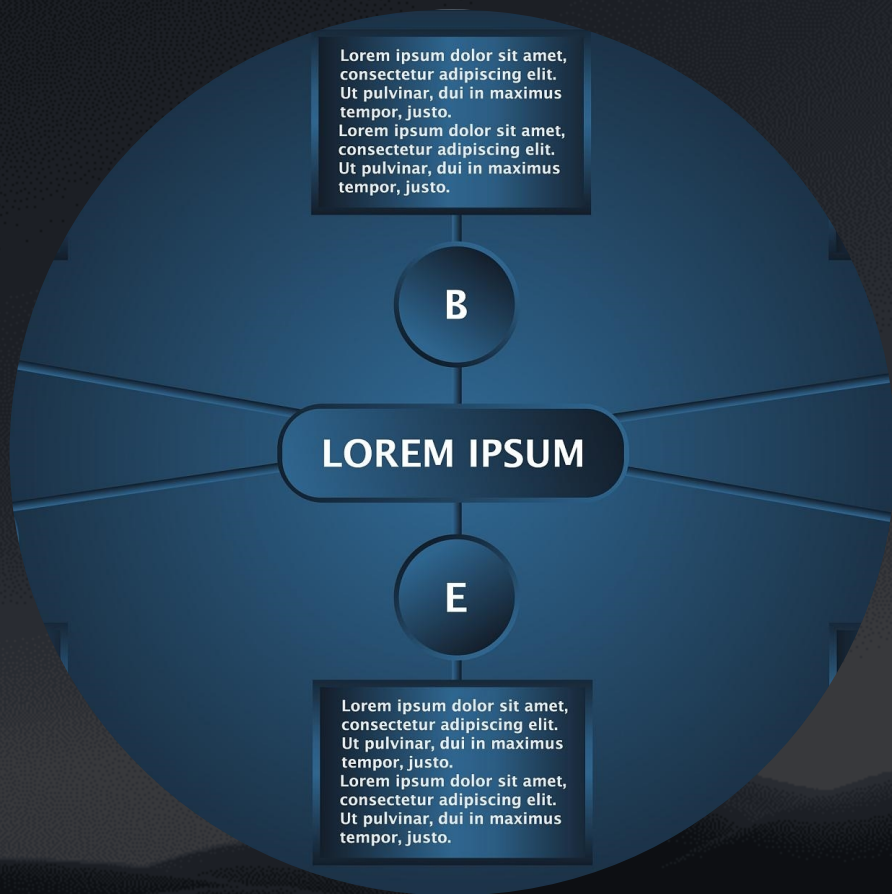 Lorem ipsum dolor sit amet,
consectetur adipiscing elit.
Ut pulvinar, dui in maximus
tempor, justo.
Lorem ipsum dolor sit amet,
consectetur adipiscing elit.
Ut pulvinar, dui in maximus
tempor, justo.
B
LOREM IPSUM
E
Lorem ipsum dolor sit amet,
consectetur adipiscing elit.
Ut pulvinar, dui in maximus
tempor, justo.
Lorem ipsum dolor sit amet,
consectetur adipiscing elit.
Ut pulvinar, dui in maximus
tempor, justo.